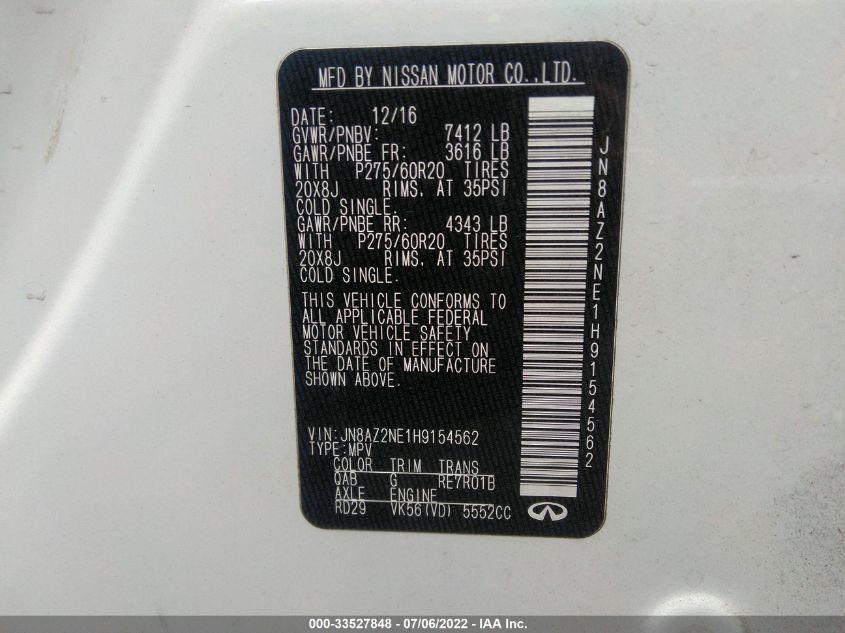 MFD BY NISSAN MOTOR CO.,LTD.
DATE: 12/16
GVWR/PNBV: 7412 LB
GAWR/PNBE FR: 3616 LB
WITH P275/60R20 TIRES
20X8J RIMS, AT 35PSI
COLD SINGLE.
GAWR/PNBE RR: 4343 LB
WITH P275/60R20 TIRES
20X8J RIMS, AT 35PSI
COLD SINGLE.
THIS VEHICLE CONFORMS TO
ALL APPLICABLE FEDERAL
MOTOR VEHICLE SAFETY
STANDARDS IN EFFECT ON
THE DATE OF MANUFACTURE
SHOWN ABOVE.
VIN:JN8AZ2NE1H9154562
TYPE:MPV
COLOR TRIM TRANS
QAB G RE7R01B
AXLE ENGINE
RD29 VK56(VD) 5552CC
JN8AZ2NE1H9154562
000-33527848 - 07/06/2022 - IAA Inc.